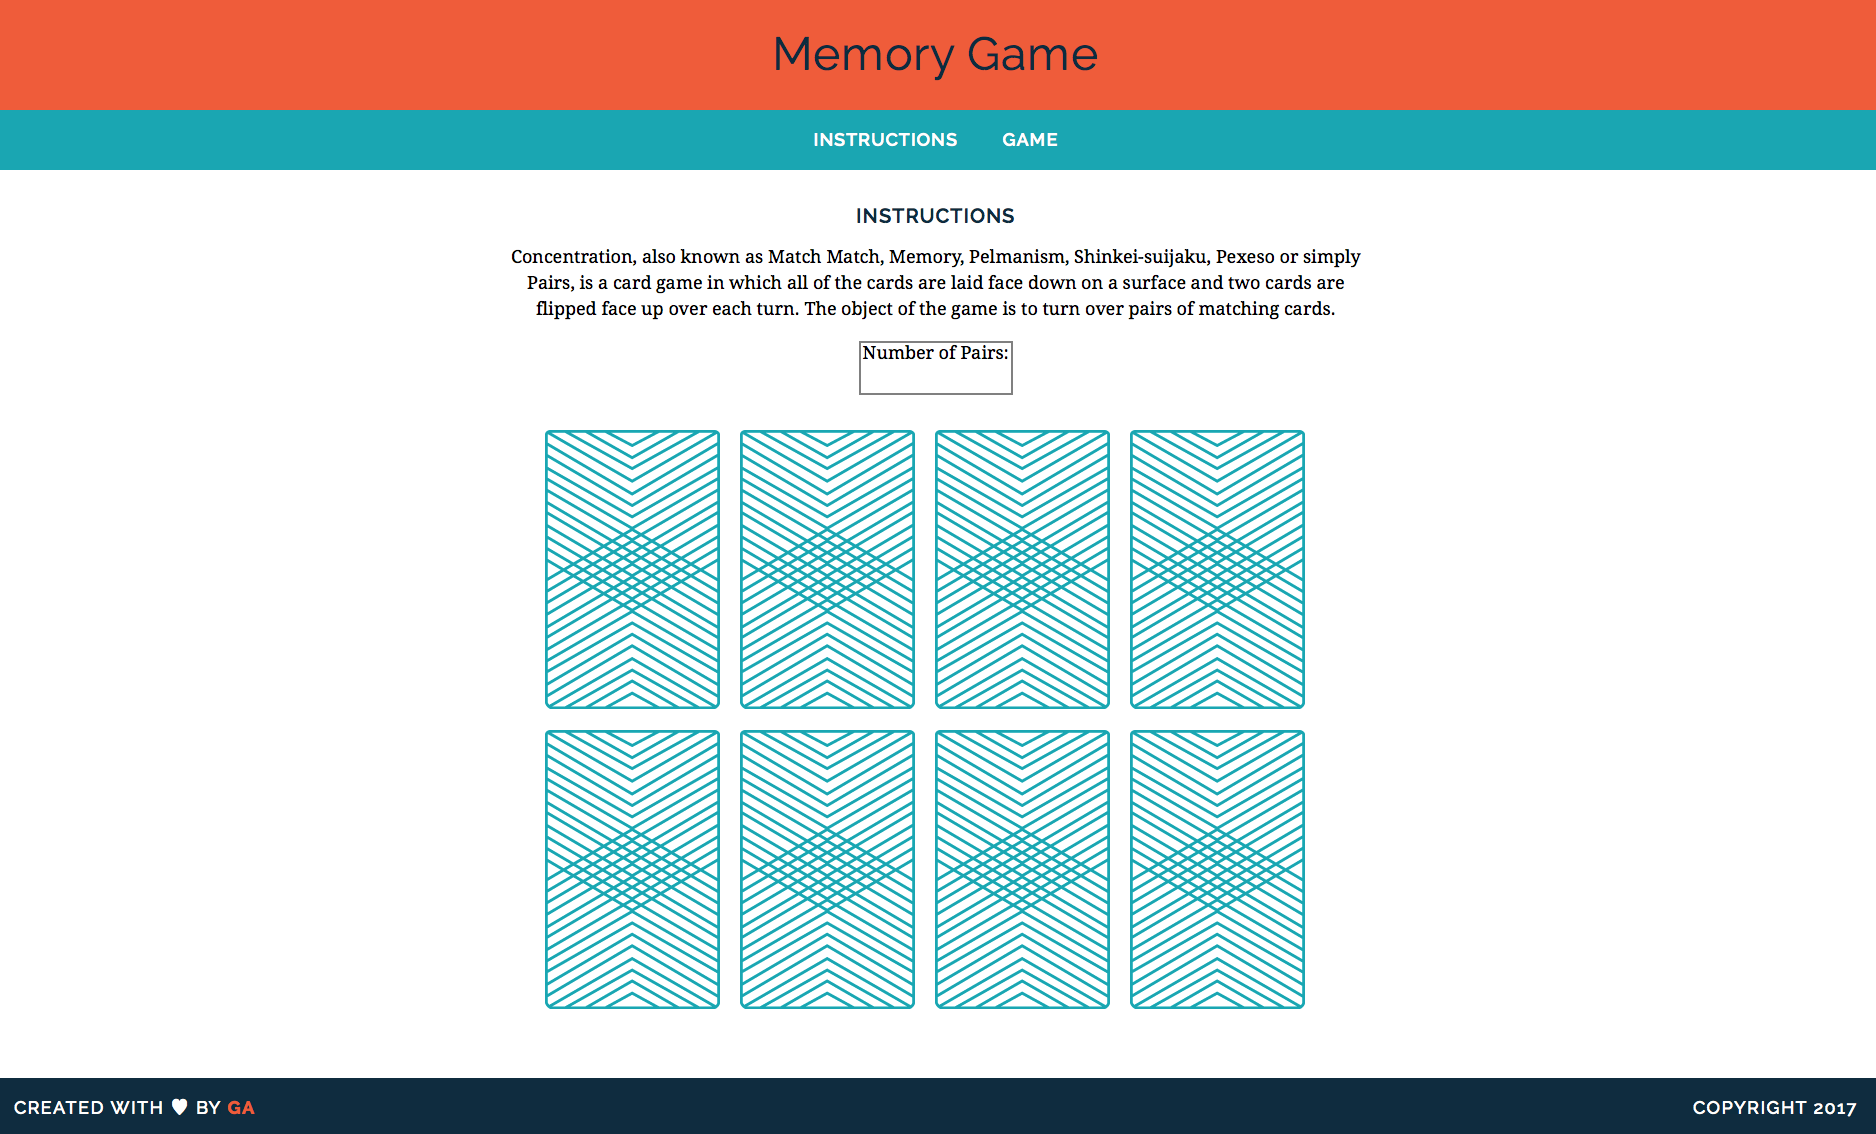 Memory Game
INSTRUCTIONS GAME
INSTRUCTIONS
Concentration, also known as Match Match, Memory, Pelmanism, Shinkei-suijaku, Pexeso or simply
Pairs, is a card game in which all of the cards are laid face down on a surface and two cards are
flipped face up over each turn. The object of the game is to turn over pairs of matching cards.
Number of Pairs:
CREATED WITH ♥ BY GA
COPYRIGHT 2017